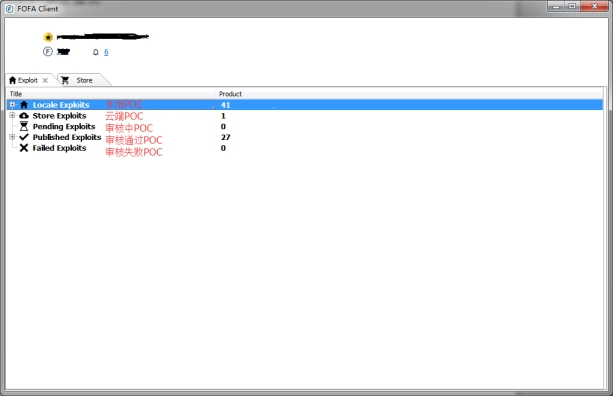 FOFA Client
6
Exploit
Store
Title Product
Locale Exploits 本地POC 41
Store Exploits 云端POC 1
Pending Exploits 审核中POC 0
Published Exploits 审核通过POC 27
Failed Exploits 审核失败POC 0